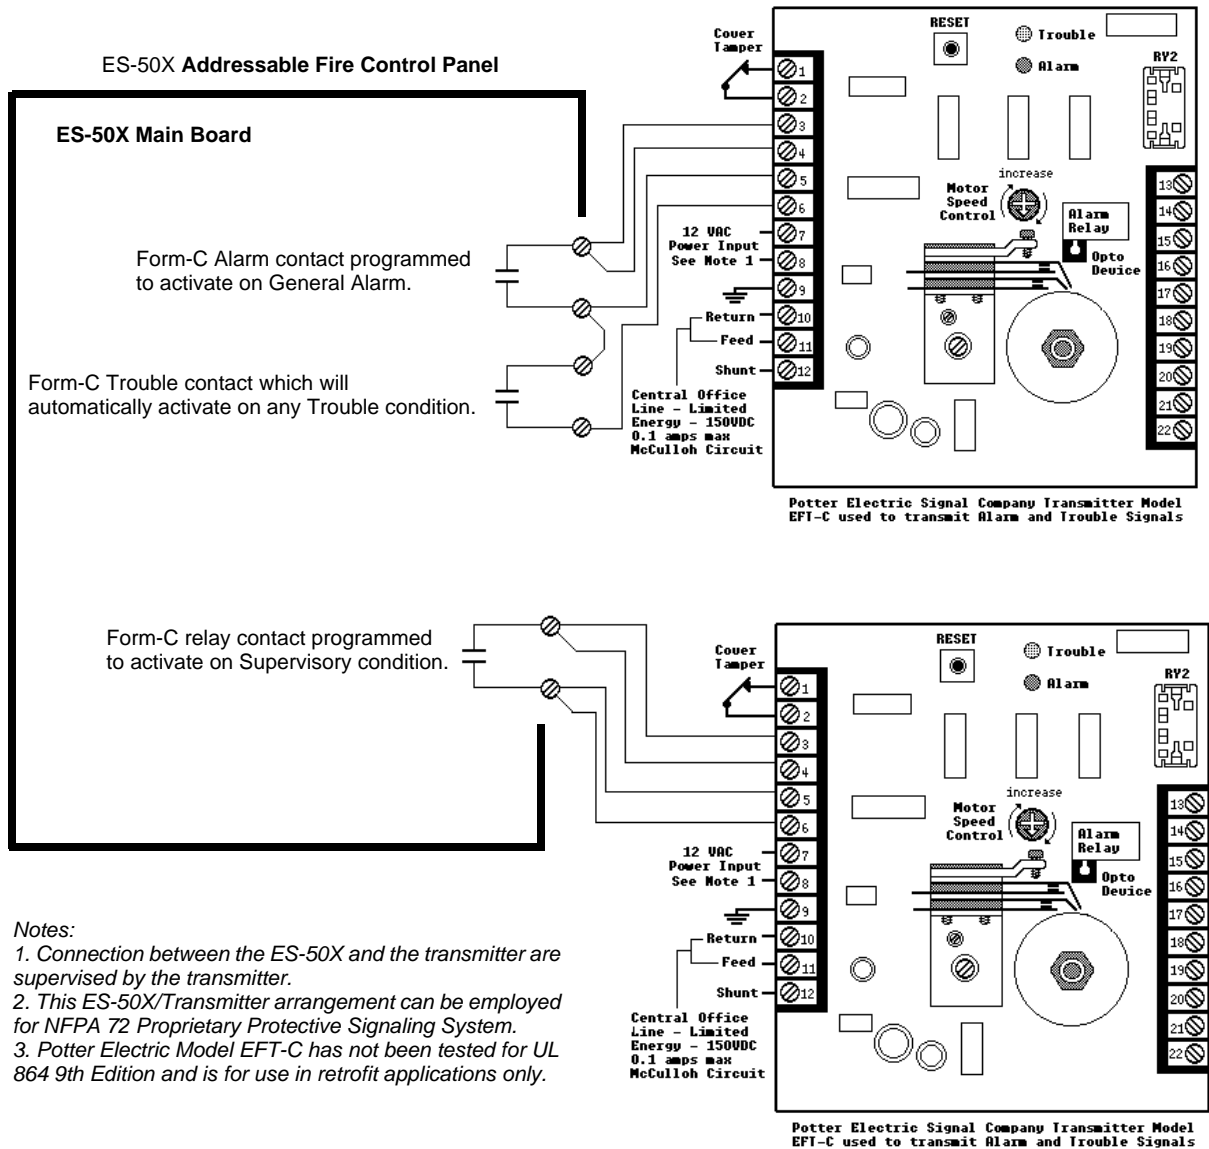 ES-50X Addressable Fire Control Panel
ES-50X Main Board
Form-C Alarm contact programmed
to activate on General Alarm.
Form-C Trouble contact which will
automatically activate on any Trouble condition.
Cover
Tamper
1
2
3
4
5
6
12 VAC
Power Input
See Note 1
7
8
9
Return
10
Feed
11
Shunt
12
Central Office
Line - Limited
Energy - 150VDC
0.1 amps max
McCulloh Circuit
RESET
Trouble
Alarm
RY2
increase
Motor
Speed
Control
Alarm
Relay
Opto
Device
13
14
15
16
17
18
19
20
21
22
Potter Electric Signal Company Transmitter Model
EFT-C used to transmit Alarm and Trouble Signals
Form-C relay contact programmed
to activate on Supervisory condition.
Cover
Tamper
1
2
3
4
5
6
12 VAC
Power Input
See Note 1
7
8
9
Return
10
Feed
11
Shunt
12
Central Office
Line - Limited
Energy - 150VDC
0.1 amps max
McCulloh Circuit
RESET
Trouble
Alarm
RY2
increase
Motor
Speed
Control
Alarm
Relay
Opto
Device
13
14
15
16
17
18
19
20
21
22
Potter Electric Signal Company Transmitter Model
EFT-C used to transmit Alarm and Trouble Signals
Notes:
1. Connection between the ES-50X and the transmitter are
supervised by the transmitter.
2. This ES-50X/Transmitter arrangement can be employed
for NFPA 72 Proprietary Protective Signaling System.
3. Potter Electric Model EFT-C has not been tested for UL
864 9th Edition and is for use in retrofit applications only.